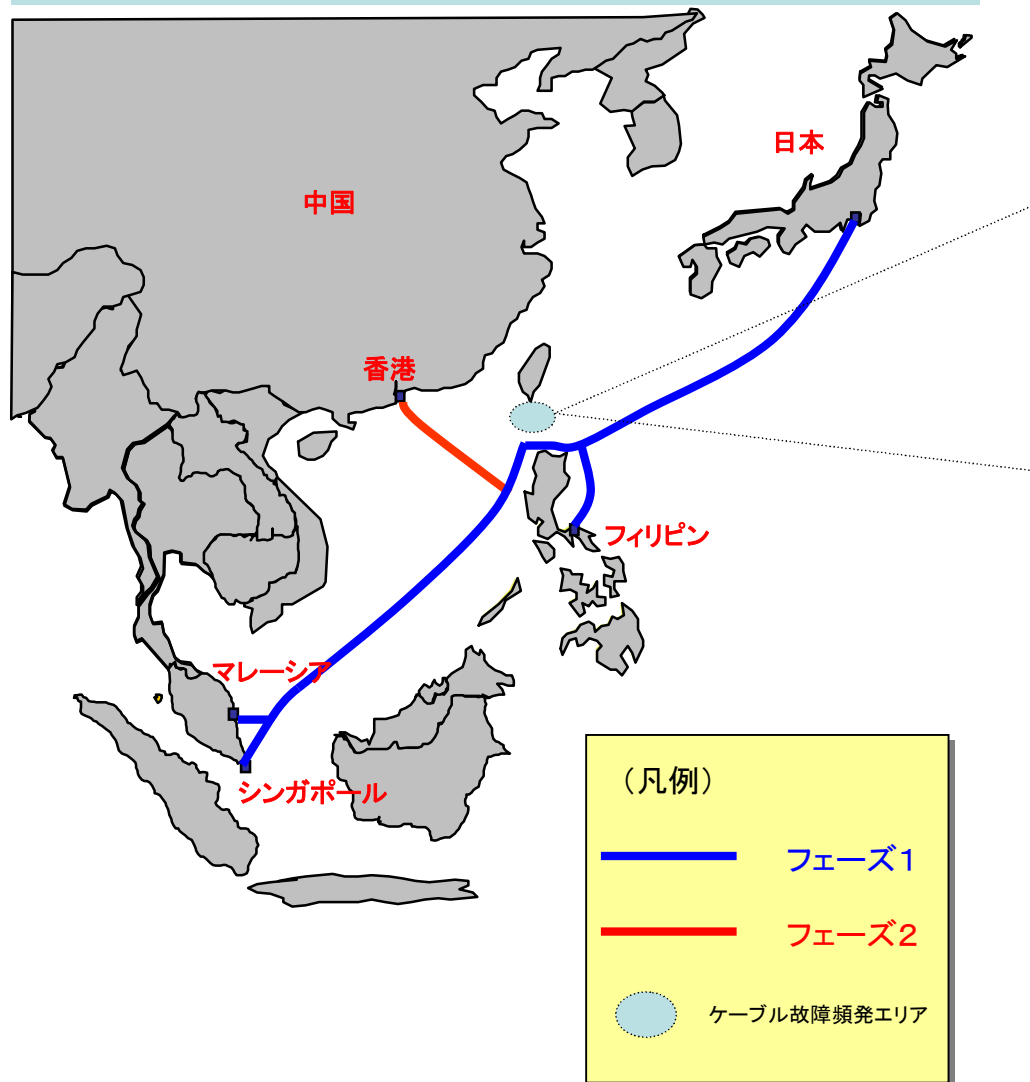 日本
中国
香港
フィリピン
マレーシア
シンガポール
（凡例）
フェーズ１
フェーズ２
ケーブル故障頻発エリア